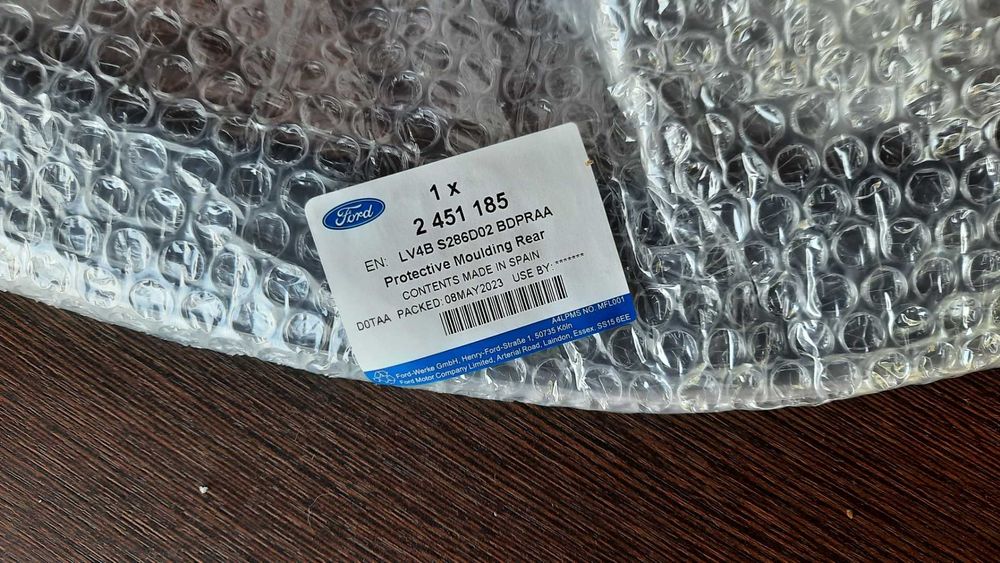 Ford
1 x
2 451 185
EN: LV4B S286D02 BDPRAA
Protective Moulding Rear
CONTENTS MADE IN SPAIN
D0TAA PACKED:08MAY2023 USE BY: *******
A4LPMS NO. MFL001
Ford-Werke GmbH, Henry-Ford-Straße 1, 50735 Köln
Ford Motor Company Limited, Arterial Road, Laindon, Essex, SS15 6EE